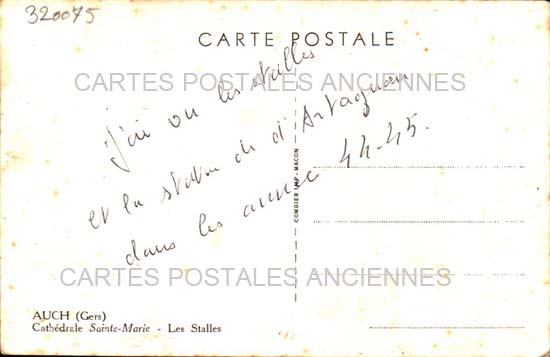 320075
CARTE POSTALE
CARTES POSTALES ANCIENNES
J'ai vu les stalles
et la statue de d'Artagnan
dans les années 44-45.
COMBIER IMP. MACON
CARTES POSTALES ANCIENNES
AUCH (Gers)
Cathédrale Sainte-Marie - Les Stalles